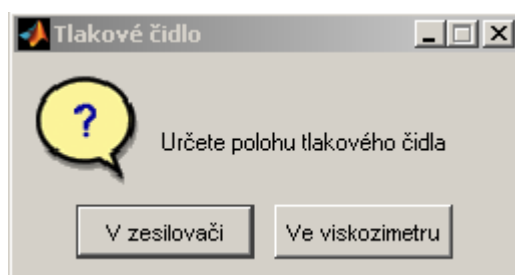 Tlakové čidlo
?
Určete polohu tlakového čidla
V zesilovači
Ve viskozimetru